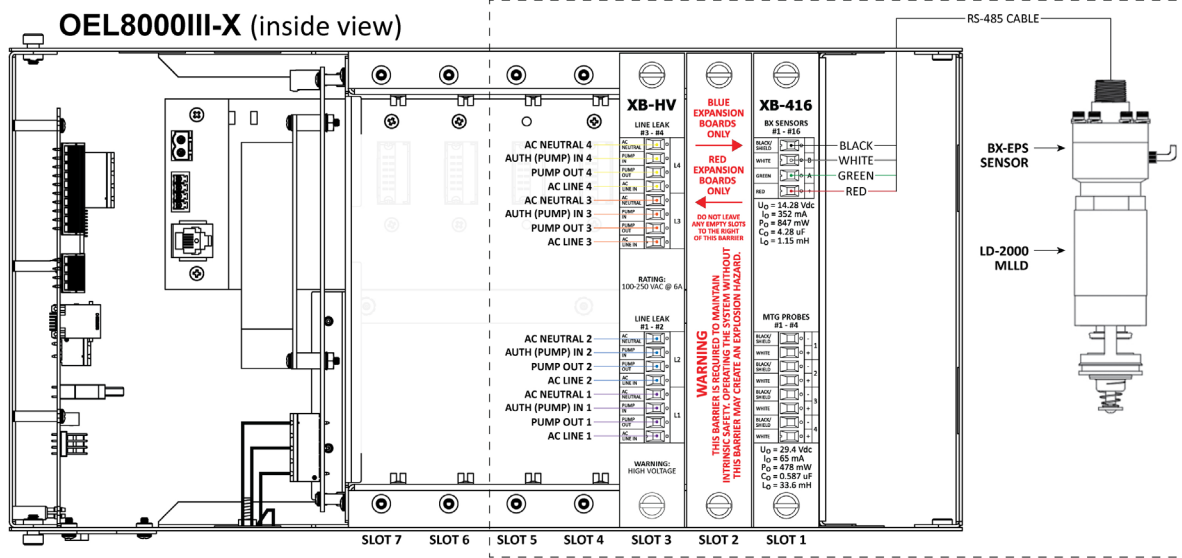 OEL8000III-X (inside view)
RS-485 CABLE
XB-HV
LINE LEAK
#3 - #4
AC NEUTRAL 4
AUTH (PUMP) IN 4
PUMP OUT 4
AC LINE 4
AC NEUTRAL 3
AUTH (PUMP) IN 3
PUMP OUT 3
AC LINE 3
AC
NEUTRAL
PUMP
IN
PUMP
OUT
AC
LINE IN
L4
AC
NEUTRAL
PUMP
IN
PUMP
OUT
AC
LINE IN
L3
RATING:
100-250 VAC @ 6A
LINE LEAK
#1 - #2
AC NEUTRAL 2
AUTH (PUMP) IN 2
PUMP OUT 2
AC LINE 2
AC NEUTRAL 1
AUTH (PUMP) IN 1
PUMP OUT 1
AC LINE 1
AC
NEUTRAL
PUMP
IN
PUMP
OUT
AC
LINE IN
L2
AC
NEUTRAL
PUMP
IN
PUMP
OUT
AC
LINE IN
L1
WARNING:
HIGH VOLTAGE
BLUE
EXPANSION
BOARDS
ONLY
RED
EXPANSION
BOARDS
ONLY
DO NOT LEAVE
ANY EMPTY SLOTS
TO THE RIGHT
OF THIS BARRIER
WARNING
THIS BARRIER IS REQUIRED TO MAINTAIN
INTRINSIC SAFETY. OPERATING THE SYSTEM WITHOUT
THIS BARRIER MAY CREATE AN EXPLOSION HAZARD.
XB-416
BX SENSORS
#1 - #16
BLACK/
SHIELD
-
WHITE
B
GREEN
A
RED
+
BLACK
WHITE
GREEN
RED
UO = 14.28 Vdc
IO = 352 mA
PO = 847 mW
CO = 4.28 uF
LO = 1.15 mH
MTG PROBES
#1 - #4
BLACK/
SHIELD
-
WHITE
+
1
BLACK/
SHIELD
-
WHITE
+
2
BLACK/
SHIELD
-
WHITE
+
3
BLACK/
SHIELD
-
WHITE
+
4
UO = 29.4 Vdc
IO = 65 mA
PO = 478 mW
CO = 0.587 uF
LO = 33.6 mH
BX-EPS
SENSOR
LD-2000
MLLD
SLOT 7
SLOT 6
SLOT 5
SLOT 4
SLOT 3
SLOT 2
SLOT 1